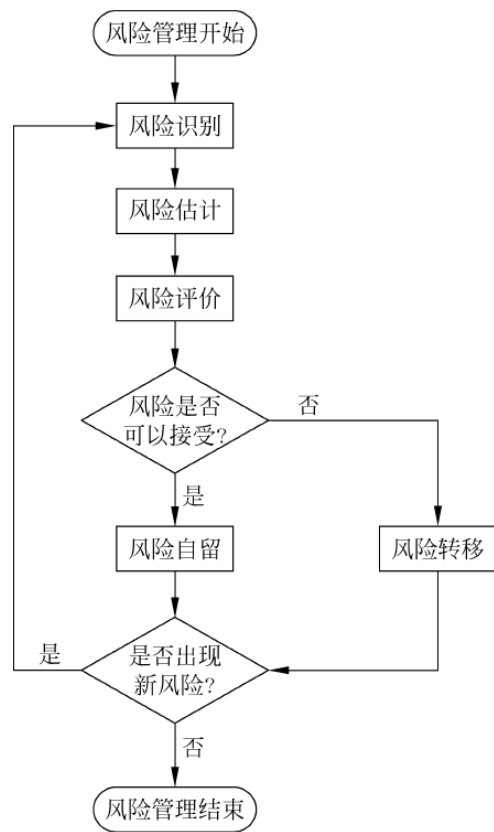 风险管理开始
风险识别
风险估计
风险评价
风险是否
可以接受?
否
是
风险自留
风险转移
是否出现
新风险?
是
否
风险管理结束